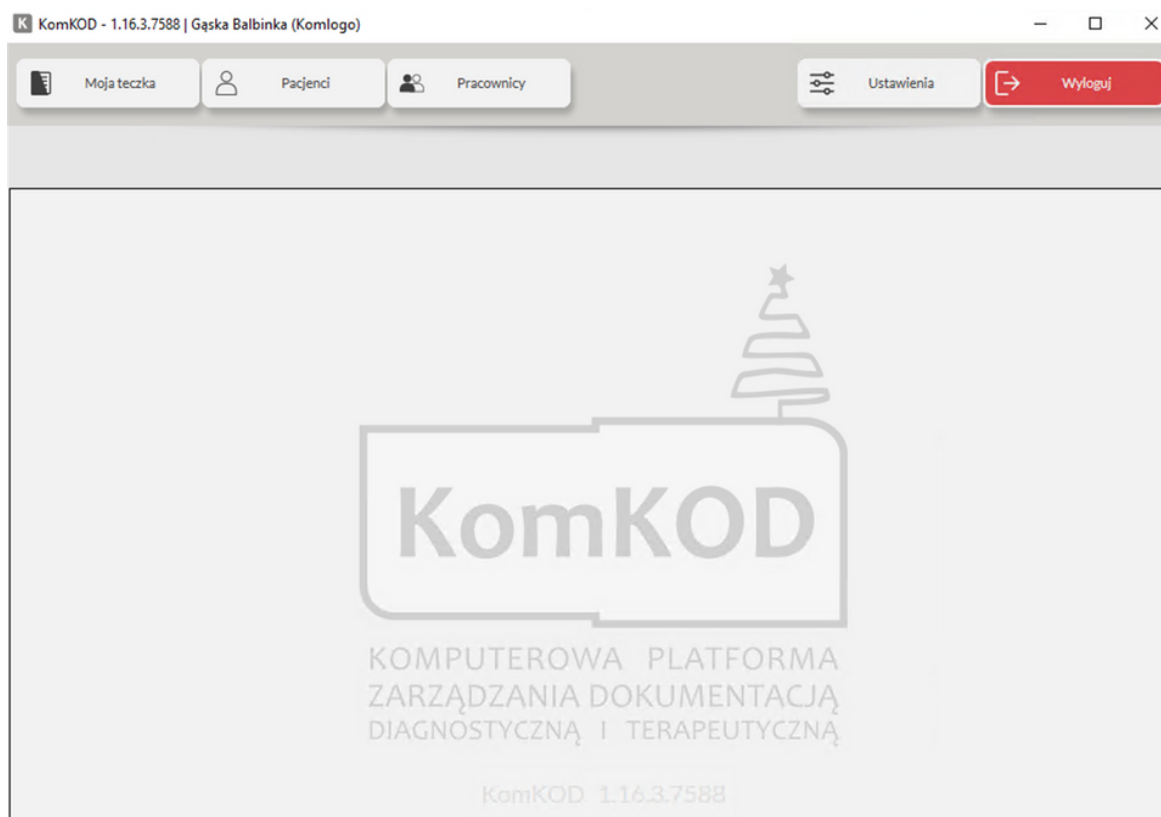 K KomKOD - 1.16.3.7588 | Gąska Balbinka (Komlogo)
Moja teczka
Pacjenci
Pracownicy
Ustawienia
Wyloguj
KomKOD
KOMPUTEROWA PLATFORMA
ZARZĄDZANIA DOKUMENTACJĄ
DIAGNOSTYCZNĄ I TERAPEUTYCZNĄ
KomKOD 1.16.3.7588